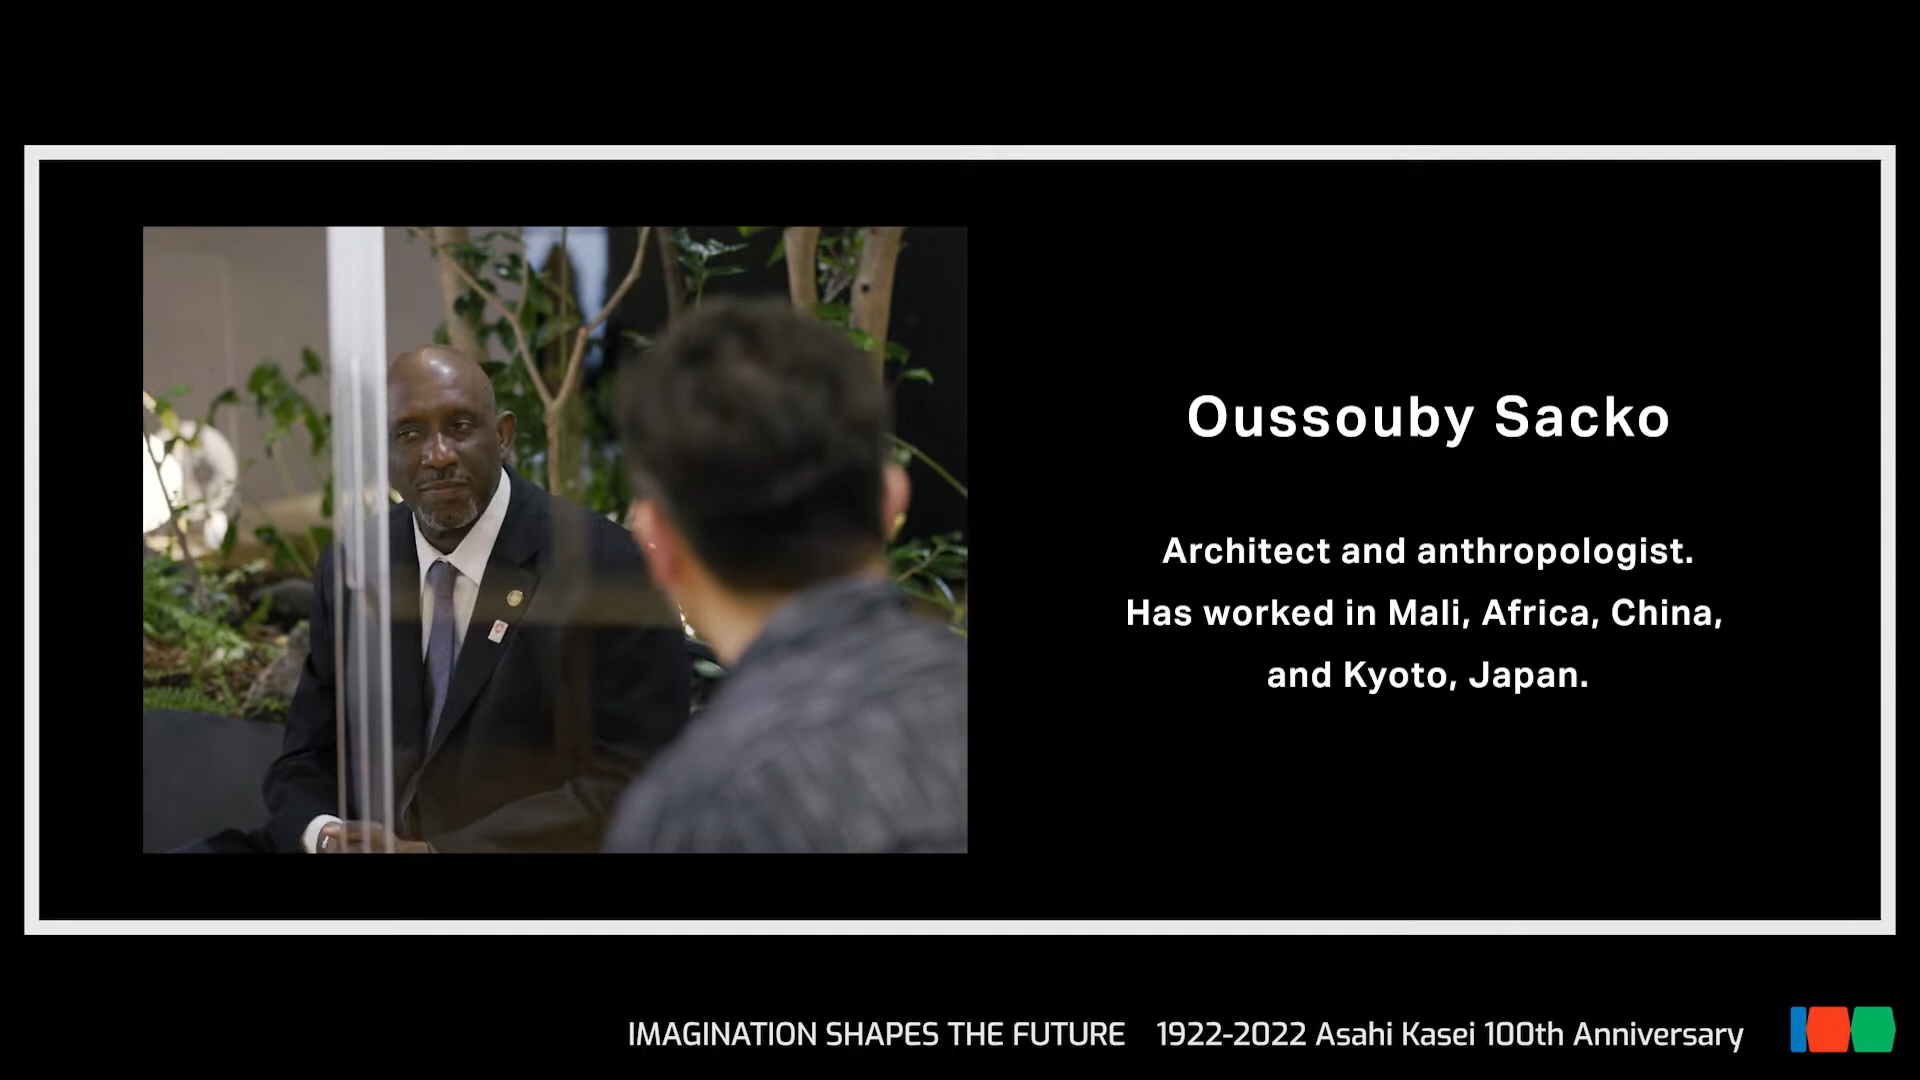 Oussouby Sacko
Architect and anthropologist.
Has worked in Mali, Africa, China,
and Kyoto, Japan.
IMAGINATION SHAPES THE FUTURE 1922-2022 Asahi Kasei 100th Anniversary